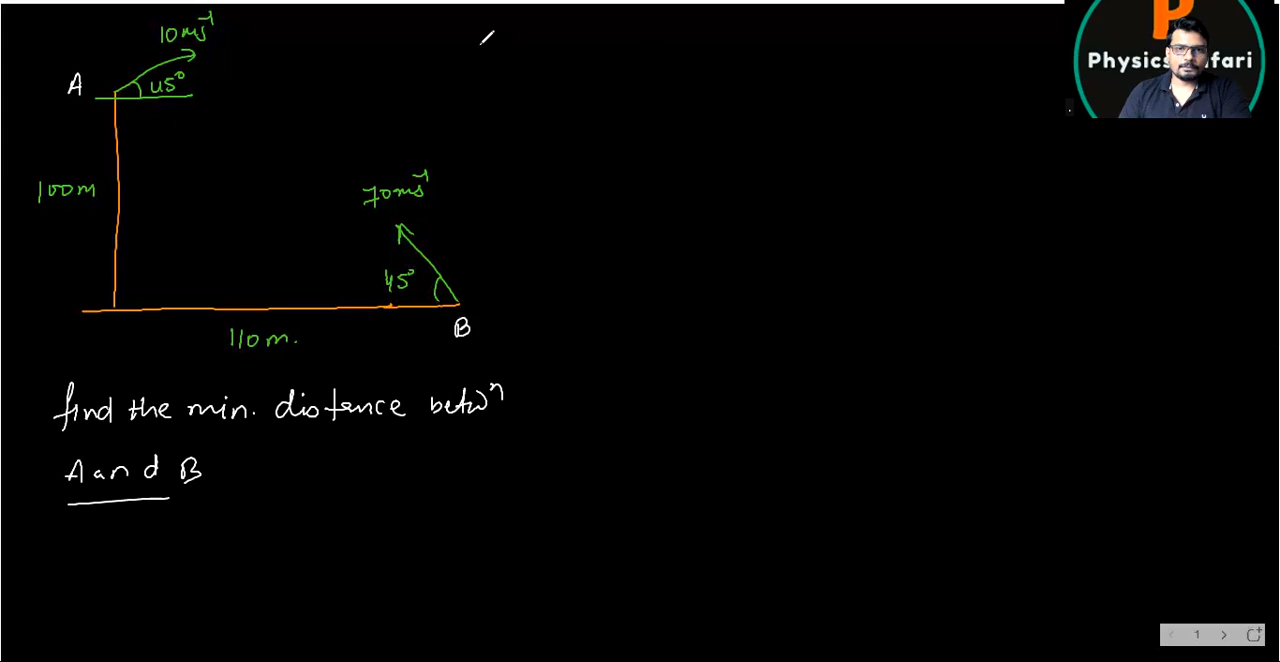 10ms⁻¹
A
45°
100m
70ms⁻¹
45°
110m.
B
find the min. distance betwⁿ
A and B
P
Physics fari
1